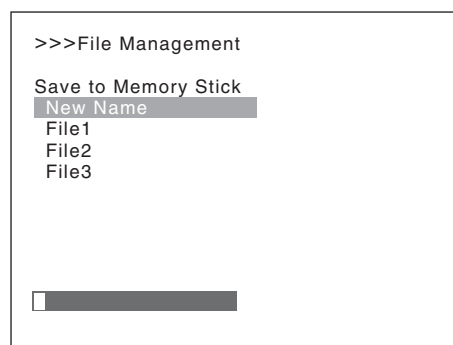 >>>File Management
Save to Memory Stick
New Name
File1
File2
File3